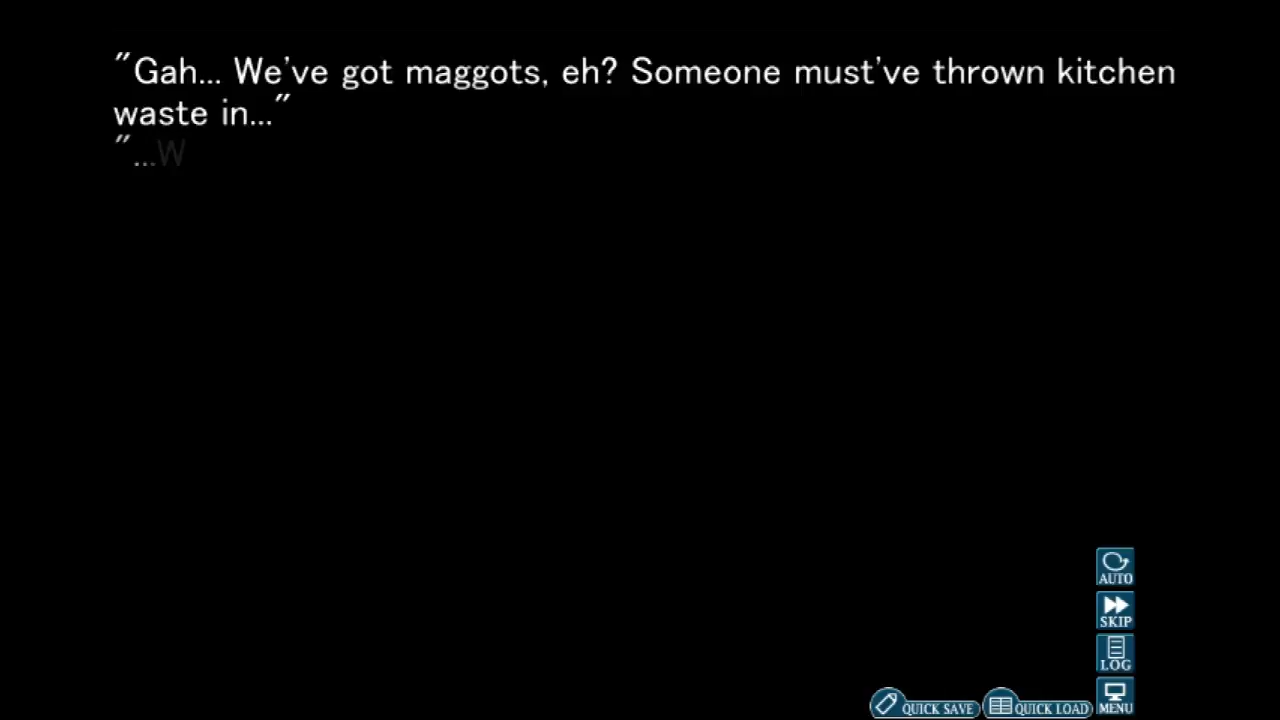 "Gah... We've got maggots, eh? Someone must've thrown kitchen
waste in..."
"...W
AUTO
SKIP
LOG
QUICK SAVE QUICK LOAD MENU